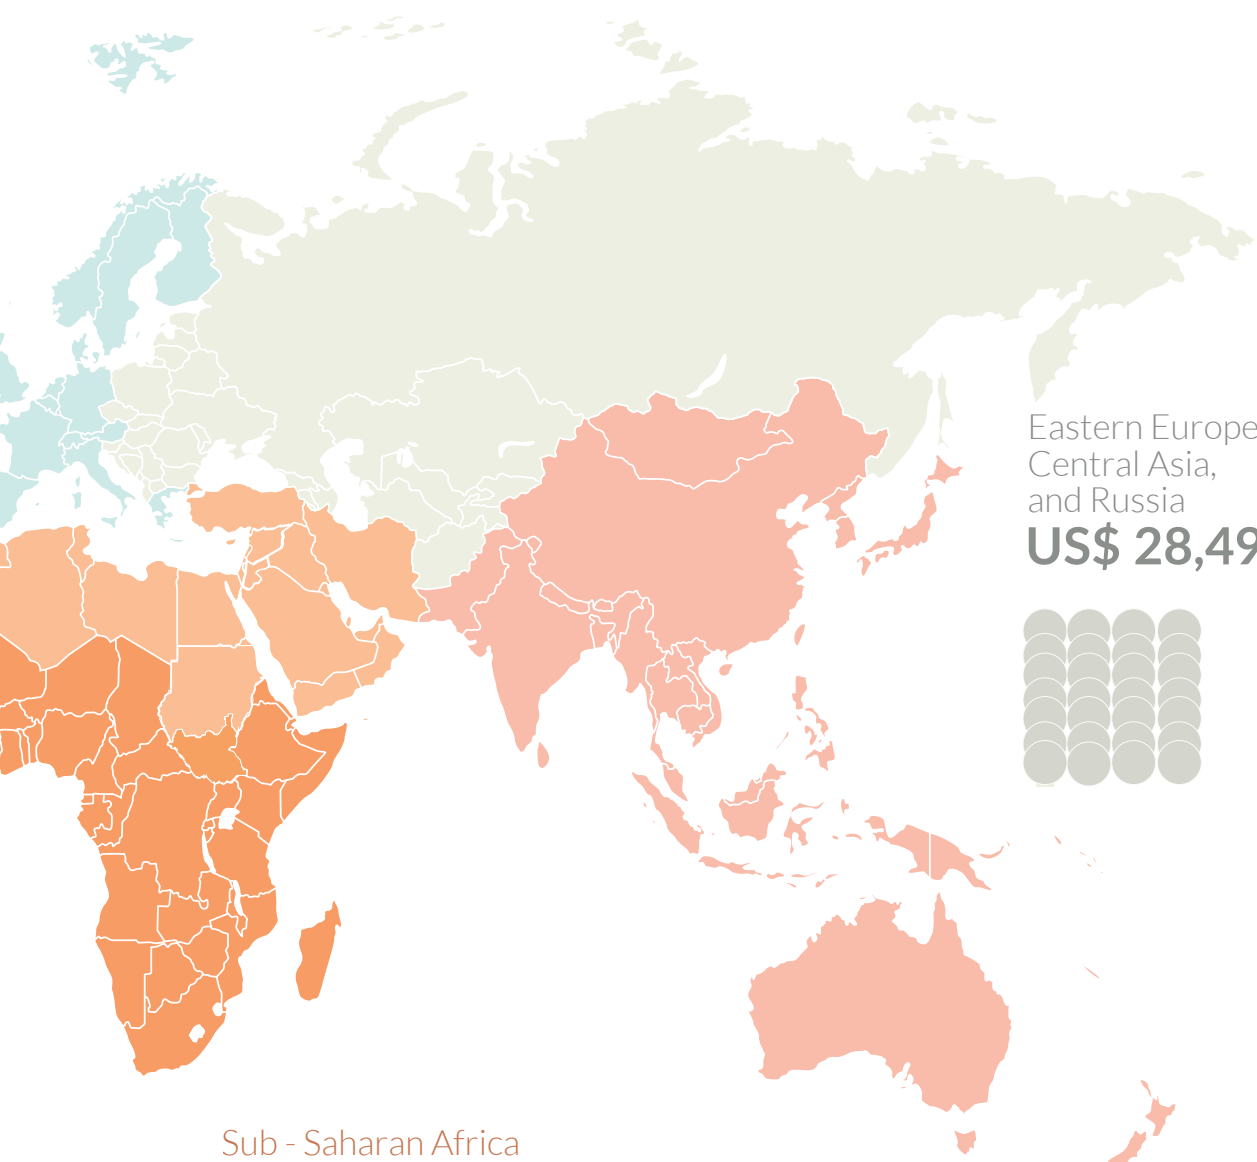 Eastern Europe
Central Asia,
and Russia
US$ 28,49
Sub - Saharan Africa